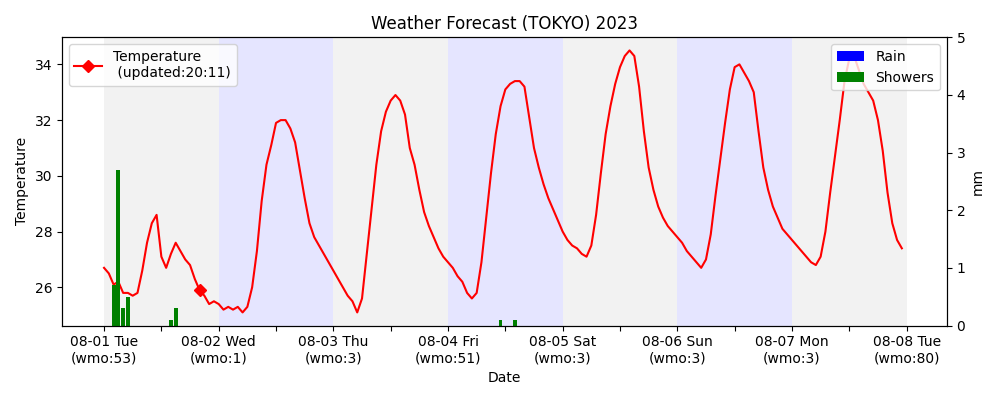 Weather Forecast (TOKYO) 2023
Temperature
(updated:20:11)
Rain
Showers
34
32
30
28
26
Temperature
5
4
3
2
1
0
mm
08-01 Tue
(wmo:53)
08-02 Wed
(wmo:1)
08-03 Thu
(wmo:3)
08-04 Fri
(wmo:51)
08-05 Sat
(wmo:3)
08-06 Sun
(wmo:3)
08-07 Mon
(wmo:3)
08-08 Tue
(wmo:80)
Date